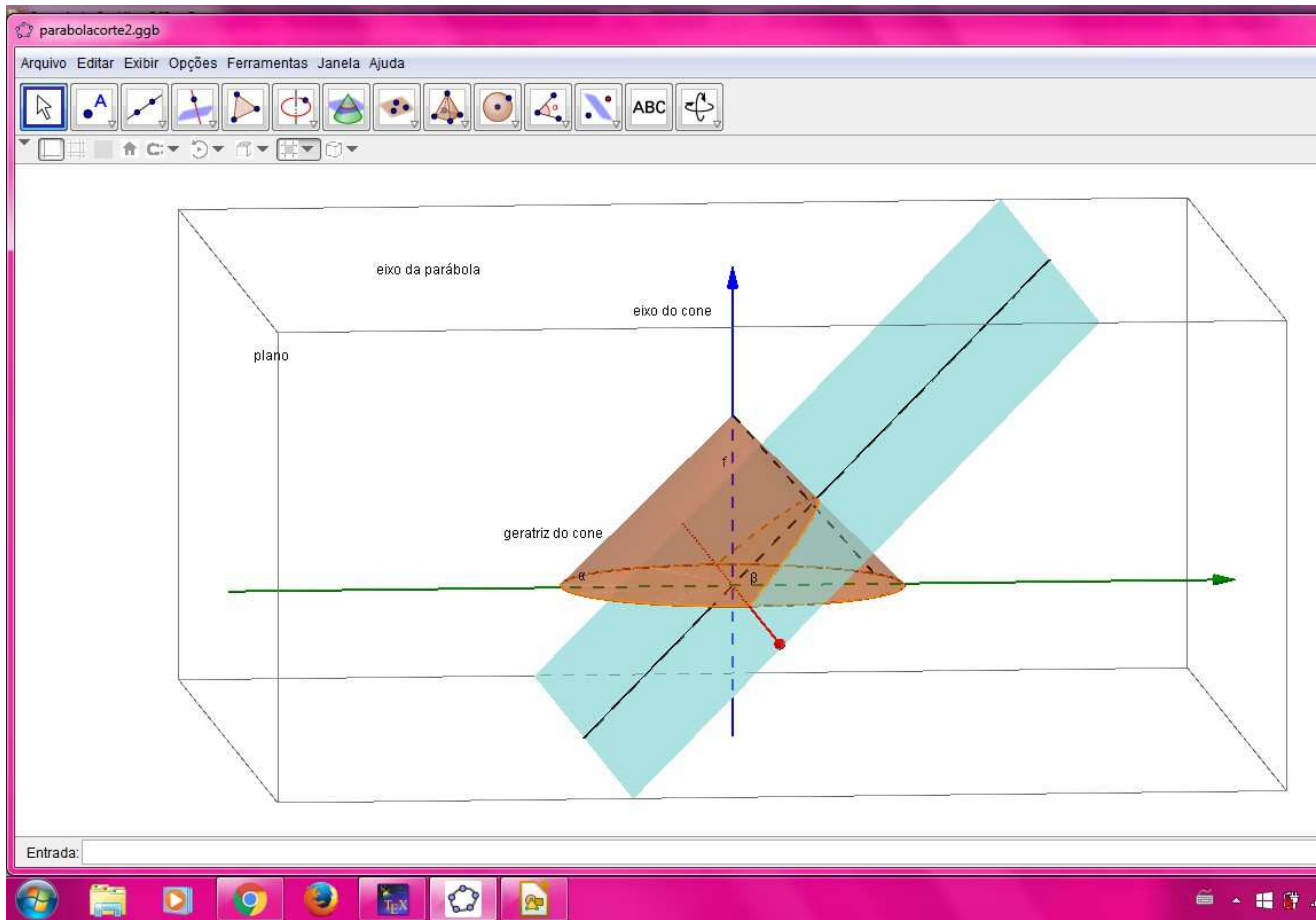 parabolacorte2.ggb
Arquivo Editar Exibir Opções Ferramentas Janela Ajuda
A
α
ABC
eixo da parábola
eixo do cone
plano
f
geratriz do cone
α
β
Entrada:
TEX